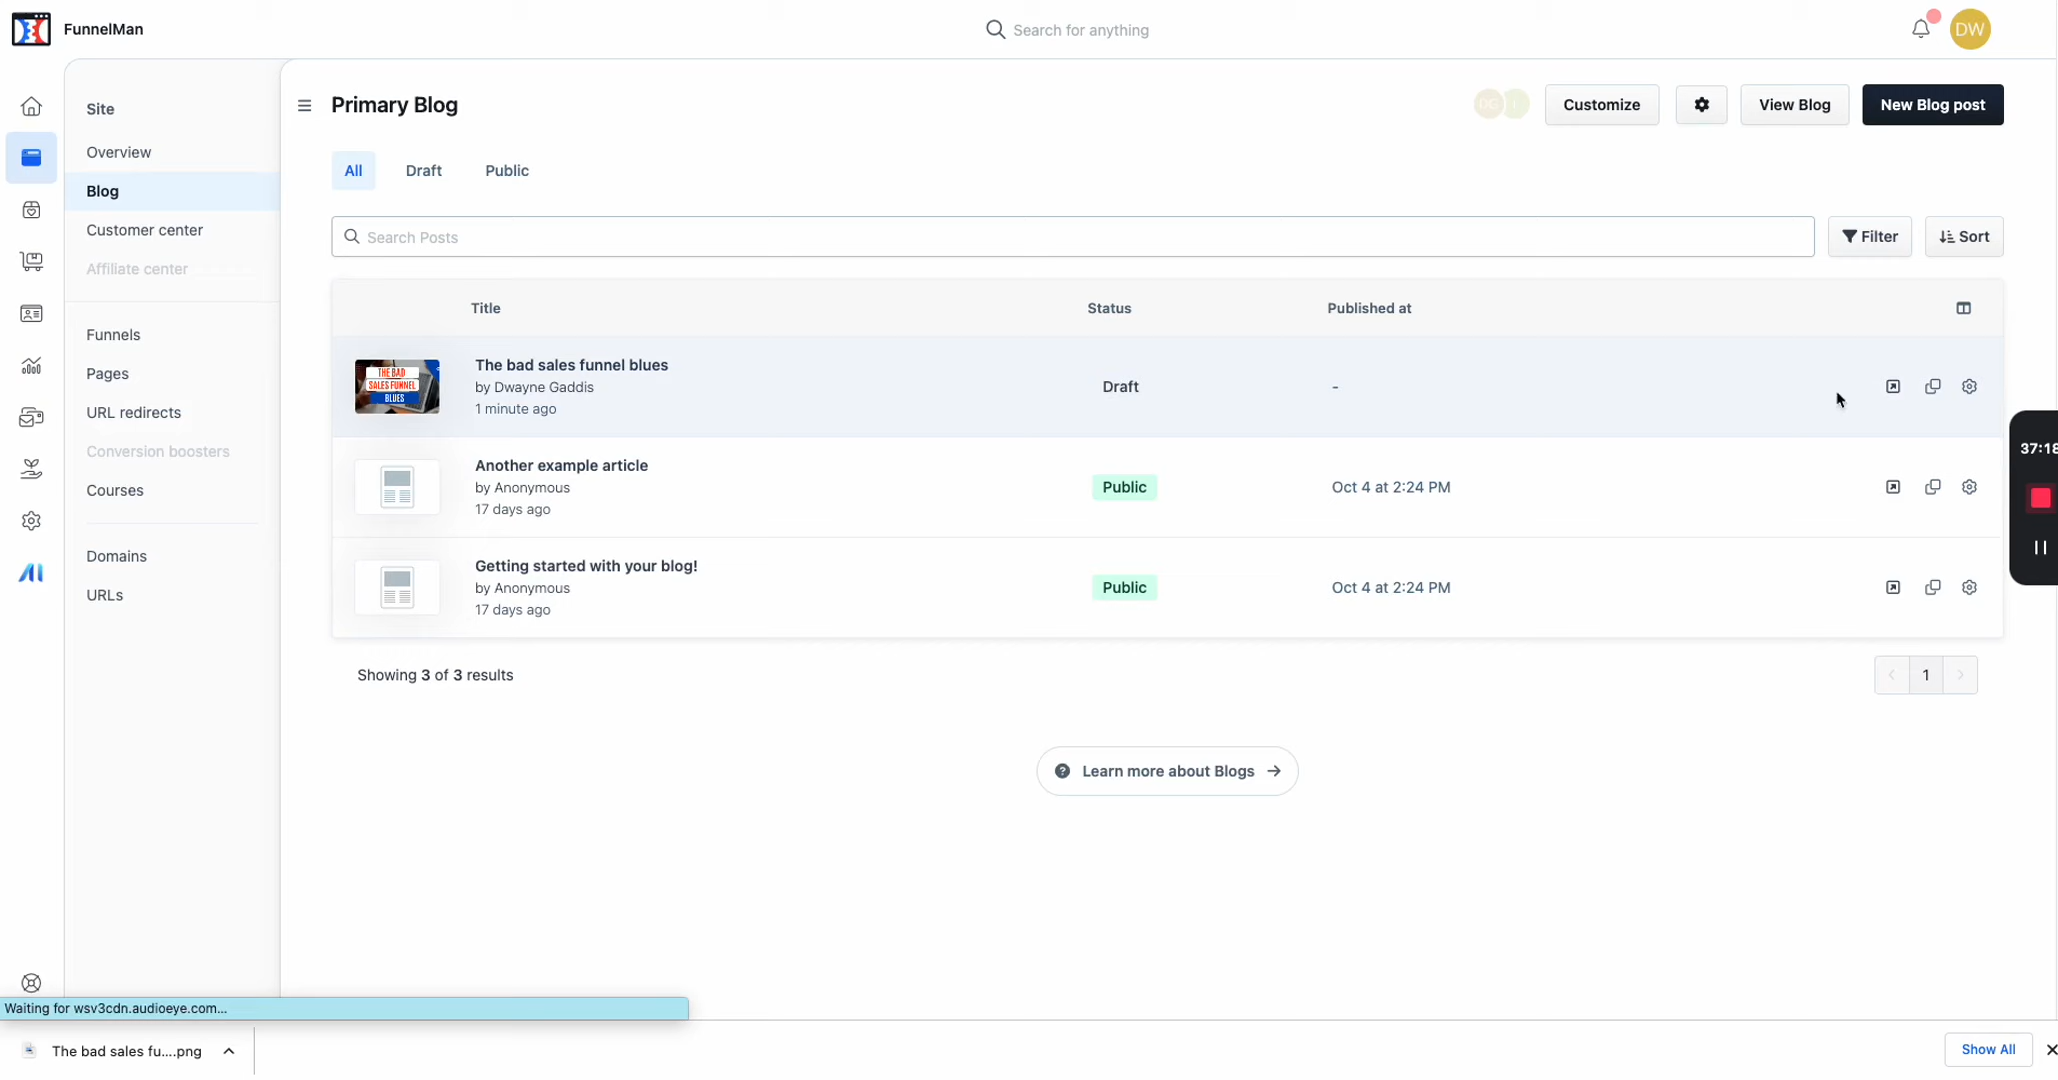 FunnelMan
Search for anything
DW
Site
Overview
Blog
Customer center
Affiliate center
Funnels
Pages
URL redirects
Conversion boosters
Courses
Domains
URLs
Primary Blog
DG
Customize
View Blog
New Blog post
All
Draft
Public
Search Posts
Filter
Sort
Title
Status
Published at
THE BAD
SALES FUNNEL
BLUES
The bad sales funnel blues
by Dwayne Gaddis
1 minute ago
Draft
-
Another example article
by Anonymous
17 days ago
Public
Oct 4 at 2:24 PM
Getting started with your blog!
by Anonymous
17 days ago
Public
Oct 4 at 2:24 PM
Showing 3 of 3 results
1
Learn more about Blogs
37:18
Waiting for wsv3cdn.audioeye.com...
The bad sales fu....png
Show All